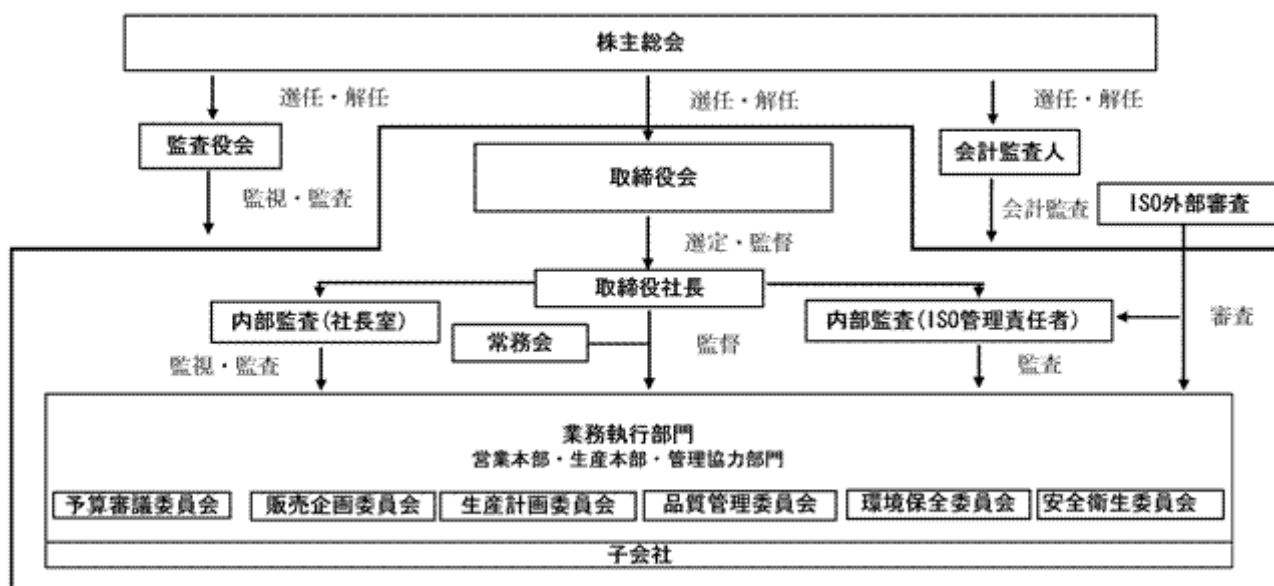 株主総会
選任・解任
選任・解任
選任・解任
監査役会
取締役会
会計監査人
監視・監査
会計監査
ISO外部審査
選定・監督
取締役社長
内部監査(社長室)
内部監査(ISO管理責任者)
審査
常務会
監督
監視・監査
監査
業務執行部門
営業本部・生産本部・管理協力部門
予算審議委員会
販売企画委員会
生産計画委員会
品質管理委員会
環境保全委員会
安全衛生委員会
子会社